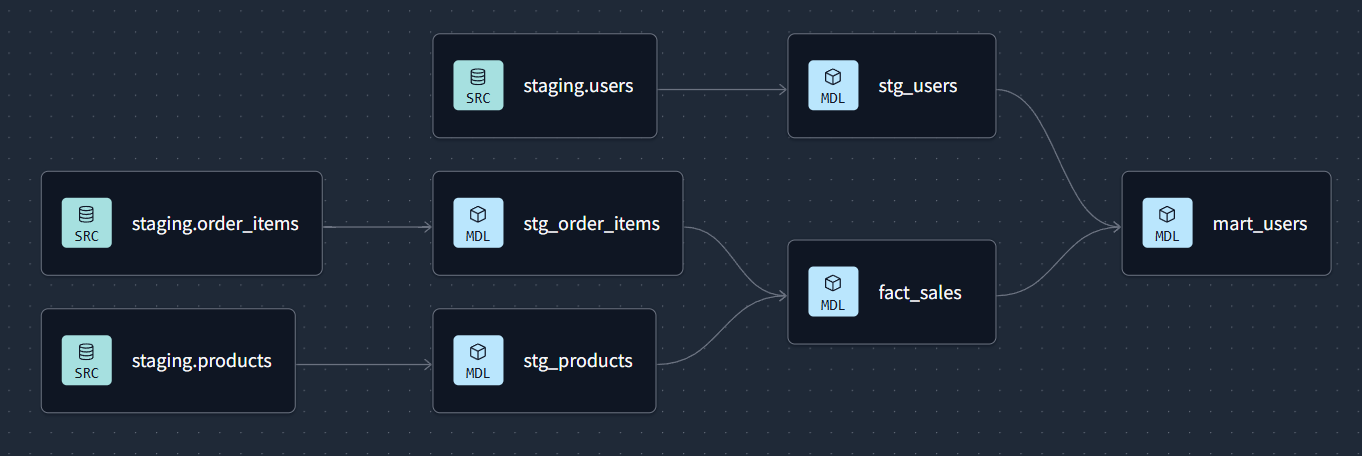 staging.users
SRC
stg_users
MDL
staging.order_items
SRC
stg_order_items
MDL
mart_users
MDL
fact_sales
MDL
staging.products
SRC
stg_products
MDL